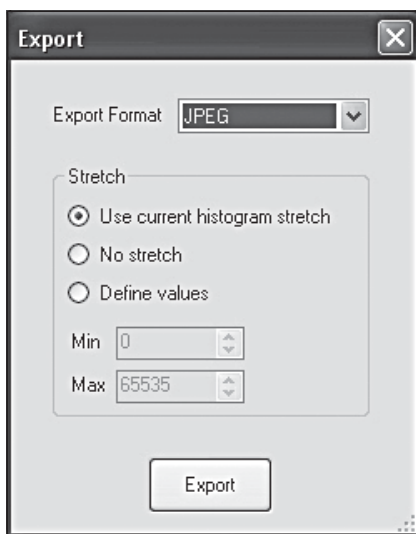 Export
Export Format JPEG
Stretch
Use current histogram stretch
No stretch
Define values
Min 0
Max 65535
Export